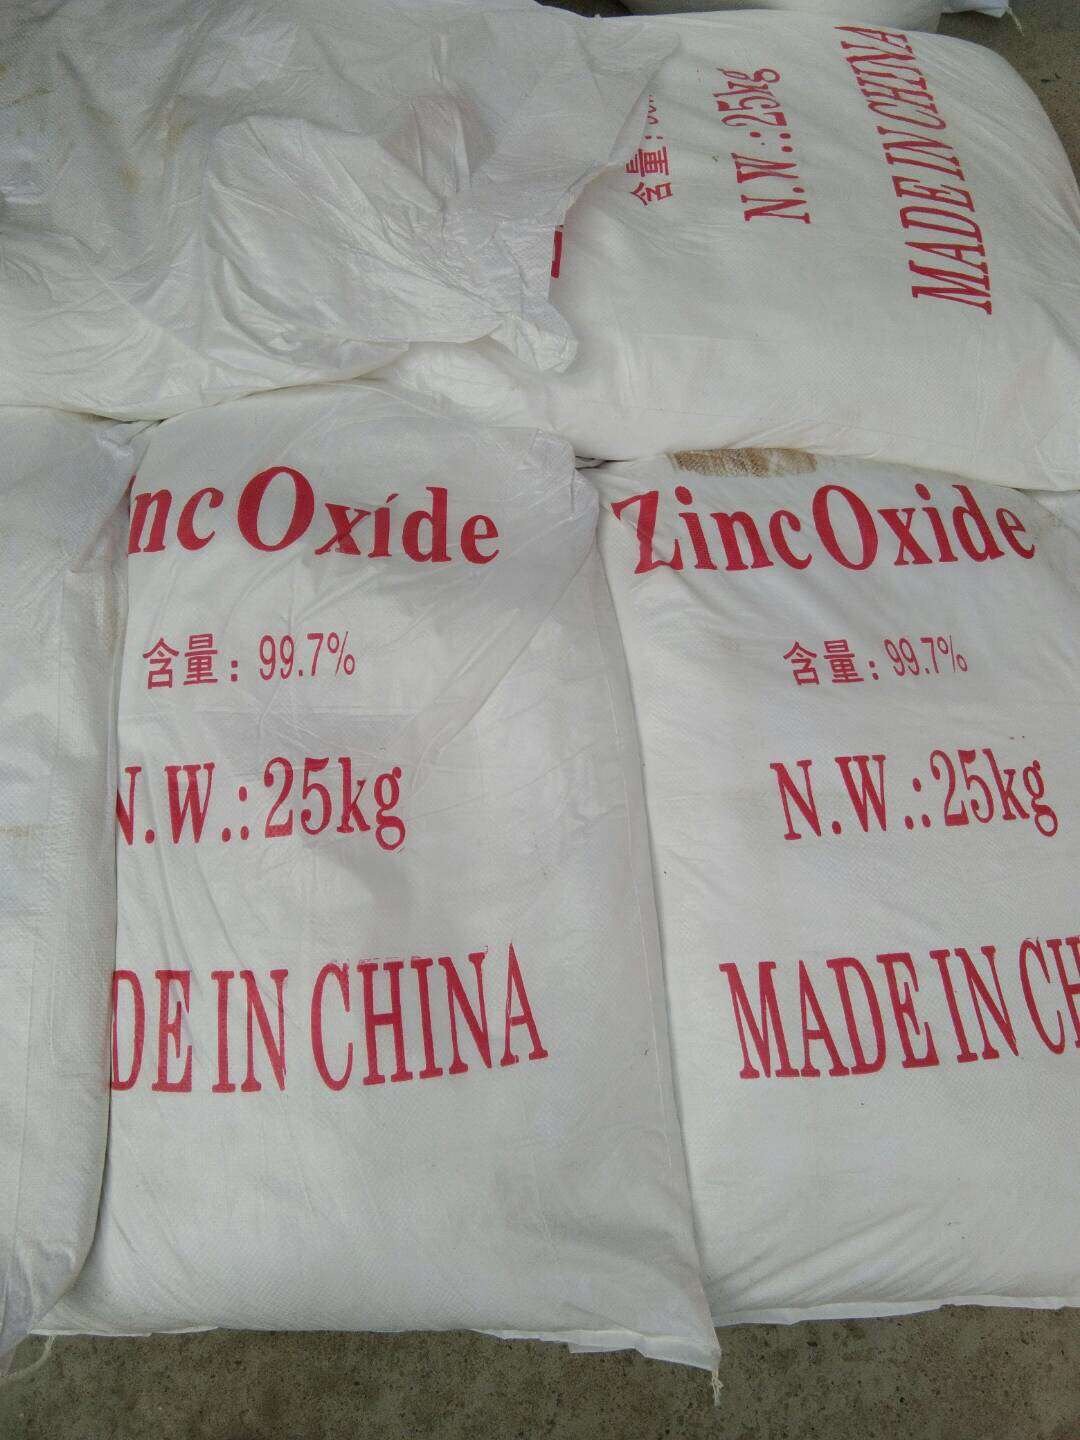 含量:
N.W.:25kg
MADE IN CHINA
inc Oxide
含量: 99.7%
N.W.:25kg
DE IN CHINA
Zinc Oxide
含量: 99.7%
N.W.:25kg
MADE IN CH